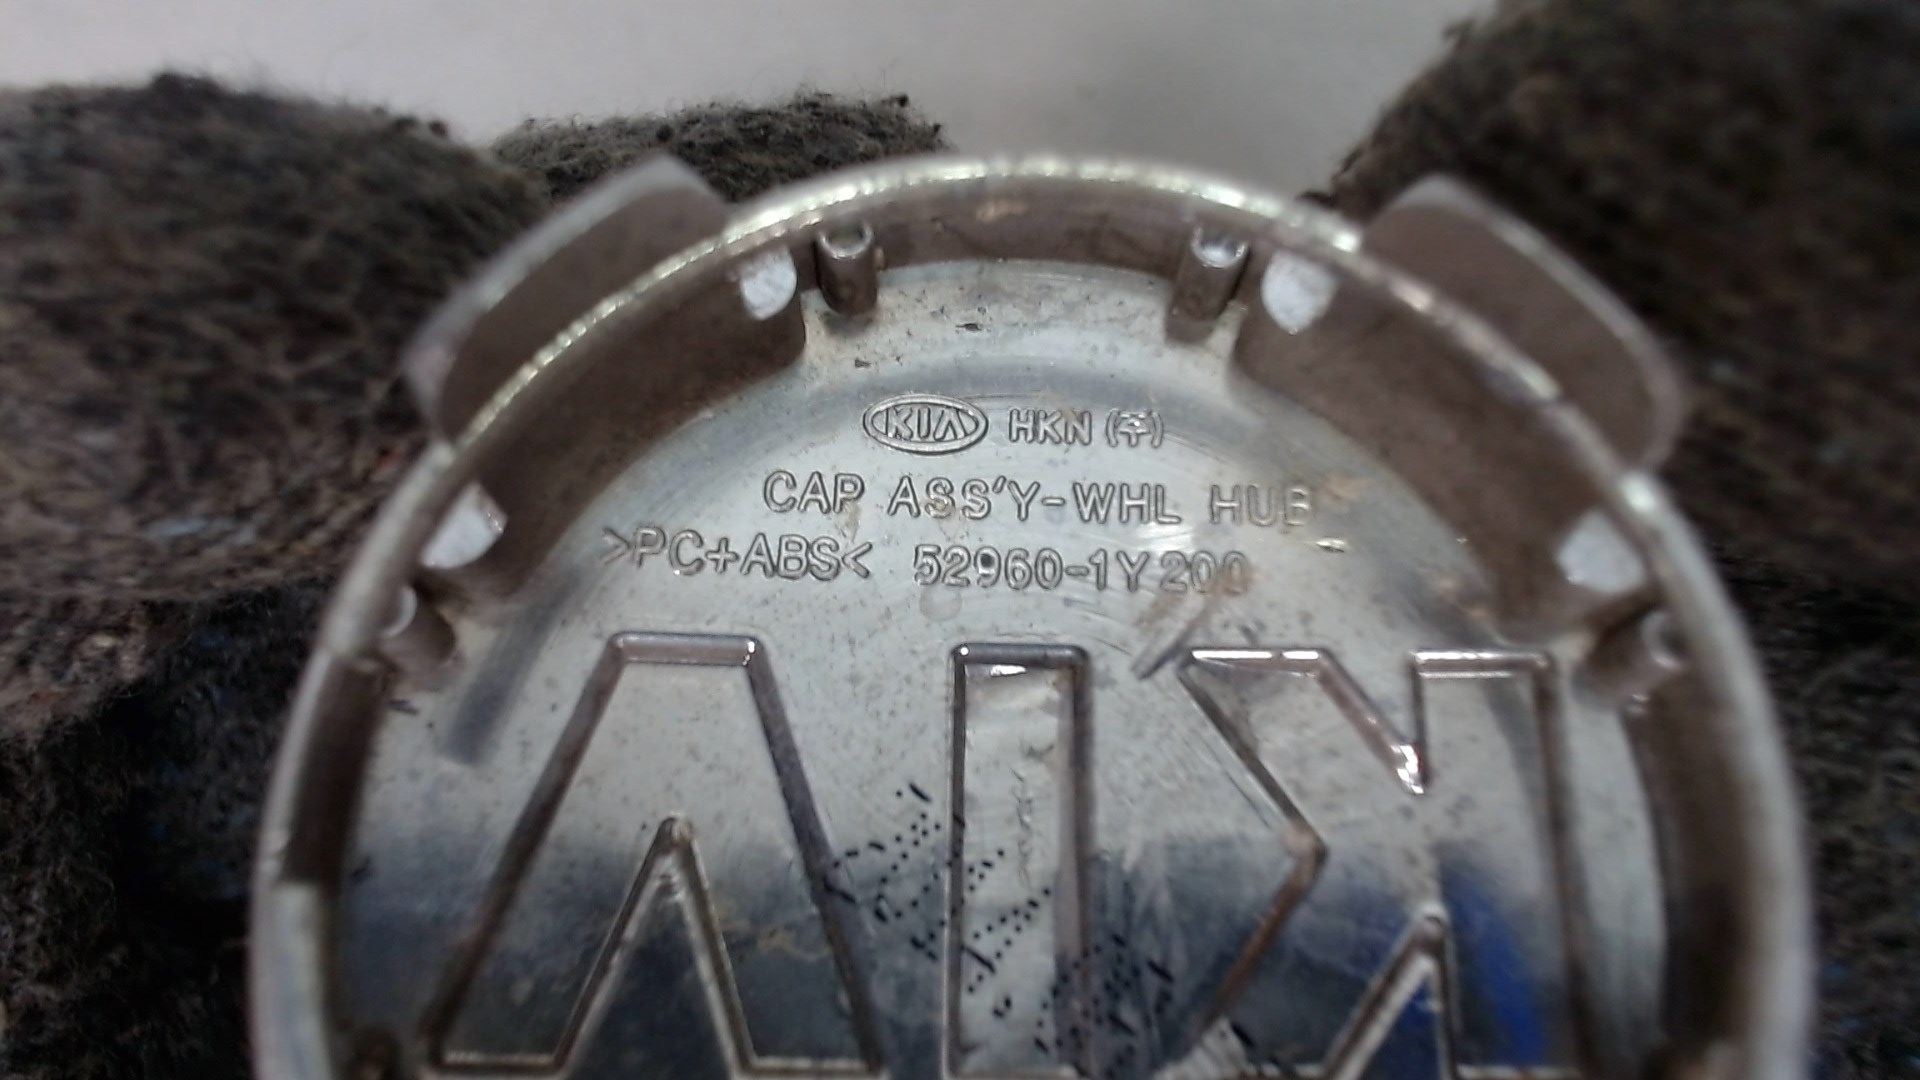 KIA HKN (주)
CAP ASS'Y-WHL HUB
>PC+ABS< 52960-1Y200
KIA